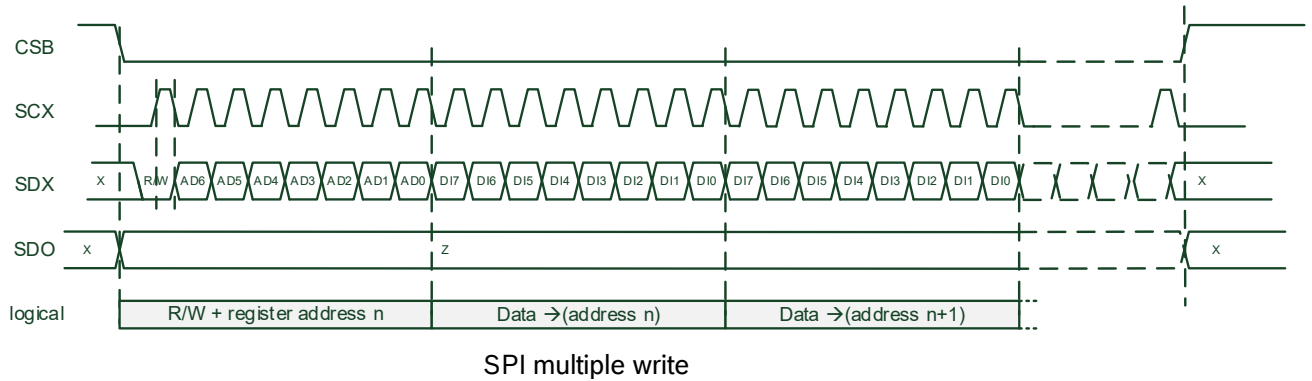 CSB
SCX
SDX X R/W AD6 AD5 AD4 AD3 AD2 AD1 AD0 DI7 DI6 DI5 DI4 DI3 DI2 DI1 DI0 DI7 DI6 DI5 DI4 DI3 DI2 DI1 DI0 X
SDO X Z X
logical R/W + register address n Data →(address n) Data →(address n+1)
SPI multiple write